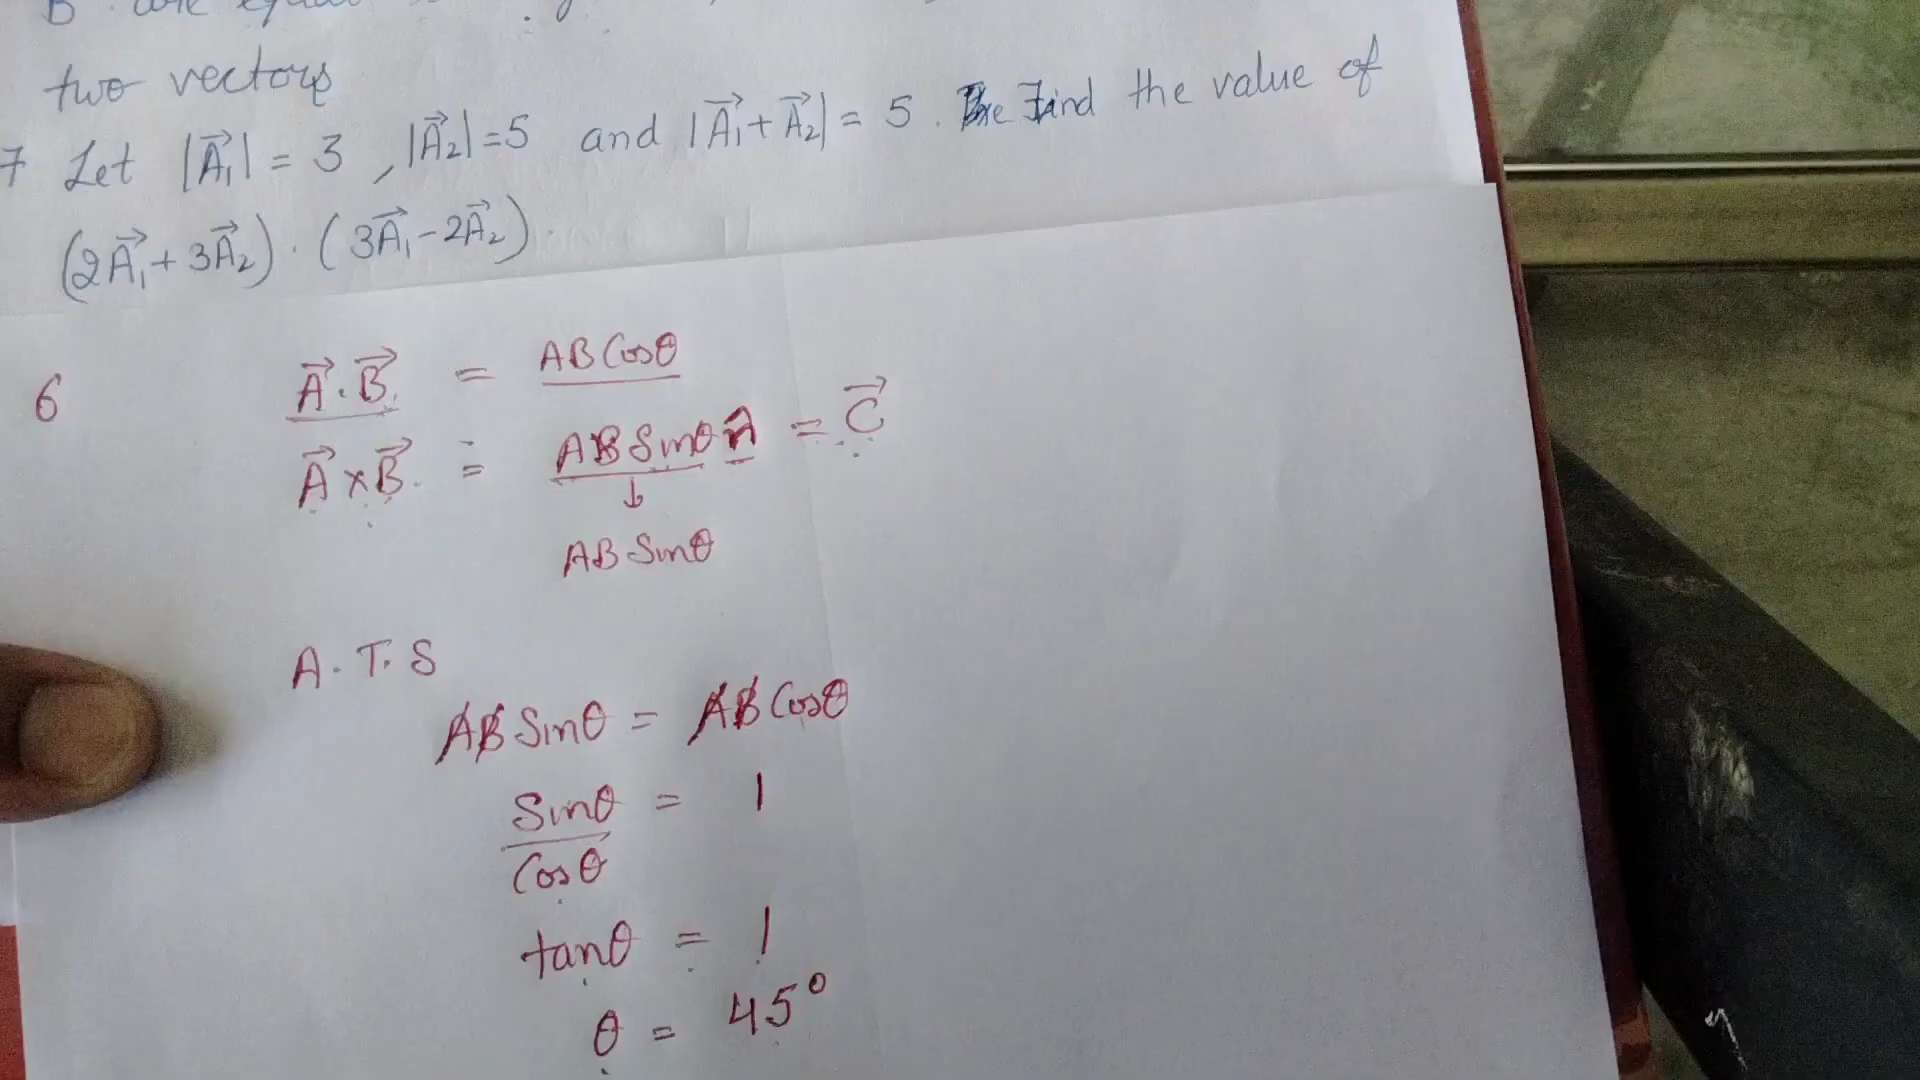 two vectors
7 Let |A⃗₁| = 3 , |A⃗₂| = 5 and |A⃗₁ + A⃗₂| = 5 . Find the value of
(2A⃗₁ + 3A⃗₂) · (3A⃗₁ - 2A⃗₂)
6 A⃗ . B⃗ = AB Cosθ
A⃗ × B⃗ = AB Sinθ n̂ = C⃗
↓
AB Sinθ
A.T.S
AB Sinθ = AB Cosθ
Sinθ / Cosθ = 1
tanθ = 1
θ = 45°